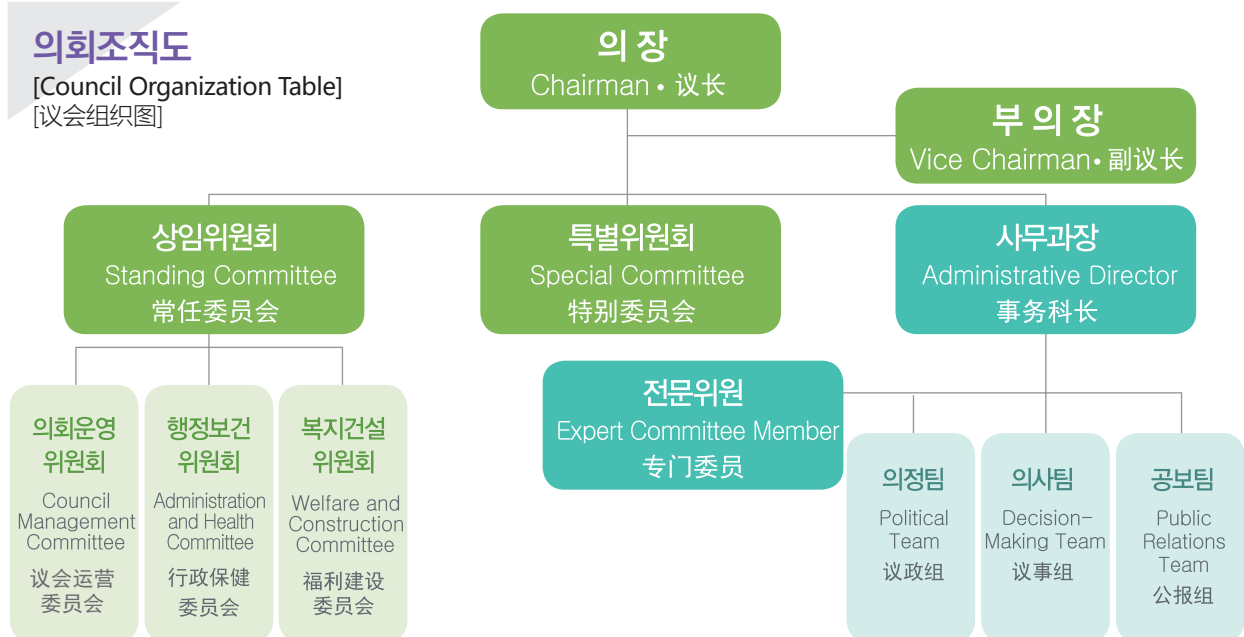 의회조직도
[Council Organization Table]
[议会组织图]
의 장
Chairman • 议长
부 의 장
Vice Chairman • 副议长
상임위원회
Standing Committee
常任委员会
특별위원회
Special Committee
特别委员会
사무과장
Administrative Director
事务科长
전문위원
Expert Committee Member
专门委员
의회운영
위원회
Council
Management
Committee
议会运营
委员会
행정보건
위원회
Administration
and Health
Committee
行政保健
委员会
복지건설
위원회
Welfare and
Construction
Committee
福利建设
委员会
의정팀
Political
Team
议政组
의사팀
Decision-
Making Team
议事组
공보팀
Public
Relations
Team
公报组